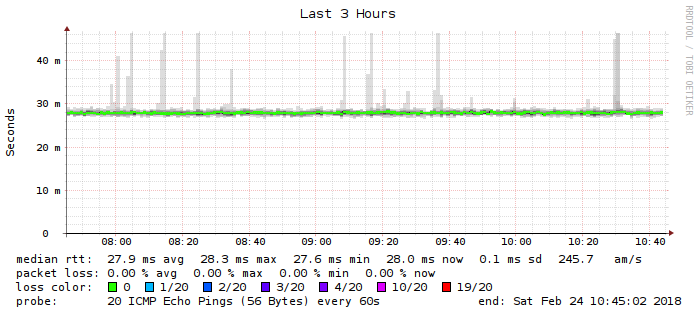 Last 3 Hours
RRDTOOL / TOBI OETIKER
Seconds
40 m
30 m
20 m
10 m
0
08:00 08:20 08:40 09:00 09:20 09:40 10:00 10:20 10:40
median rtt: 27.9 ms avg 28.3 ms max 27.6 ms min 28.0 ms now 0.1 ms sd 245.7 am/s
packet loss: 0.00 % avg 0.00 % max 0.00 % min 0.00 % now
loss color: 0 1/20 2/20 3/20 4/20 10/20 19/20
probe: 20 ICMP Echo Pings (56 Bytes) every 60s end: Sat Feb 24 10:45:02 2018